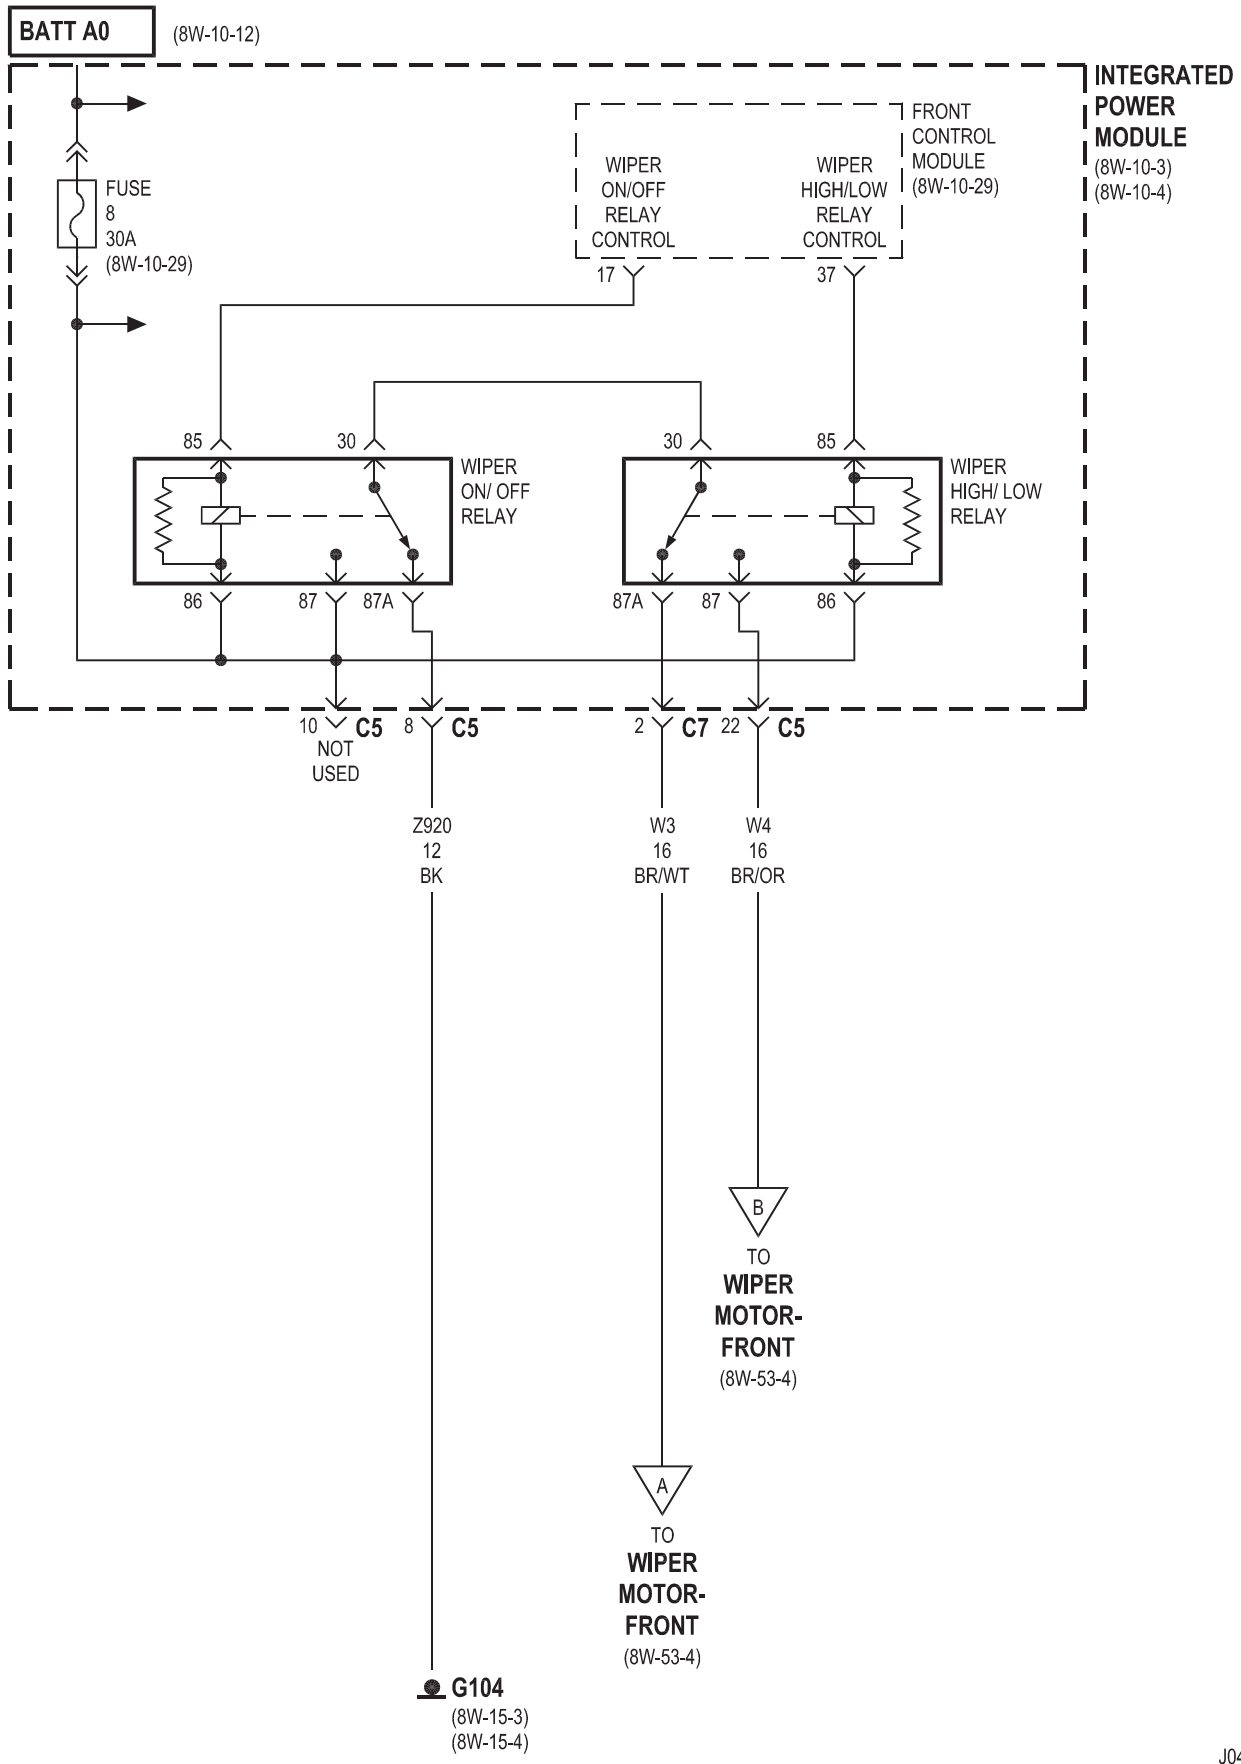 BATT A0
(8W-10-12)
INTEGRATED
POWER
MODULE
(8W-10-3)
(8W-10-4)
FRONT
CONTROL
MODULE
(8W-10-29)
WIPER
ON/OFF
RELAY
CONTROL
WIPER
HIGH/LOW
RELAY
CONTROL
17
37
FUSE
8
30A
(8W-10-29)
85
30
30
85
WIPER
ON/ OFF
RELAY
WIPER
HIGH/ LOW
RELAY
86
87
87A
87A
87
86
10
C5
8
C5
2
C7
22
C5
NOT
USED
Z920
12
BK
W3
16
BR/WT
W4
16
BR/OR
B
TO
WIPER
MOTOR-
FRONT
(8W-53-4)
A
TO
WIPER
MOTOR-
FRONT
(8W-53-4)
G104
(8W-15-3)
(8W-15-4)